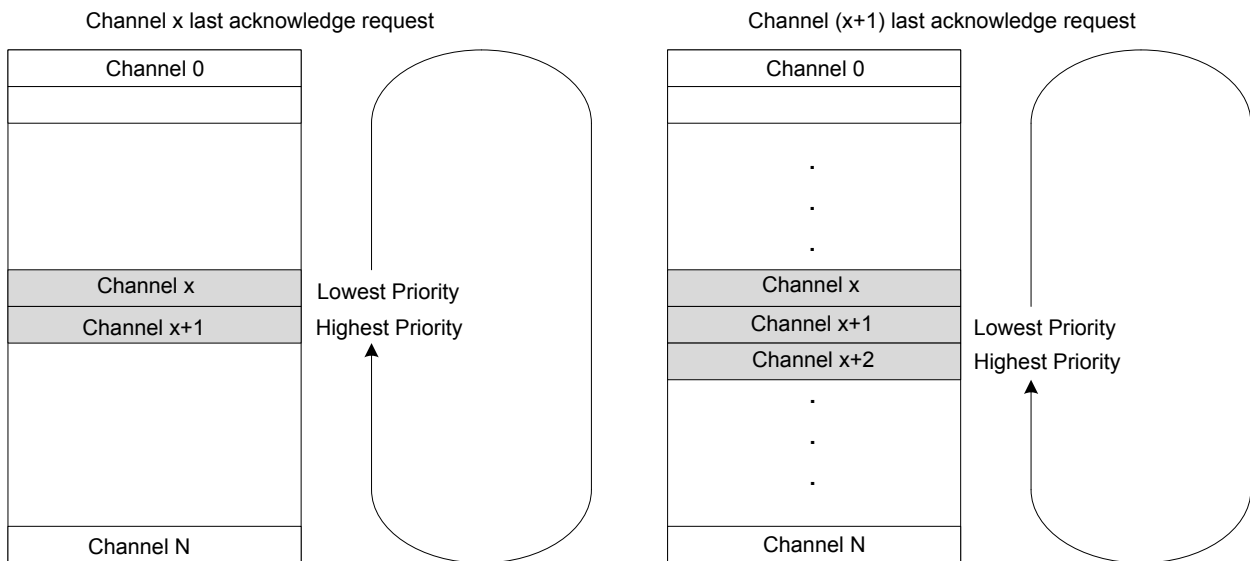 Channel x last acknowledge request
Channel 0
Channel x
Lowest Priority
Channel x+1
Highest Priority
Channel N
Channel (x+1) last acknowledge request
Channel 0
.
.
.
Channel x
Channel x+1
Lowest Priority
Channel x+2
Highest Priority
.
.
.
Channel N